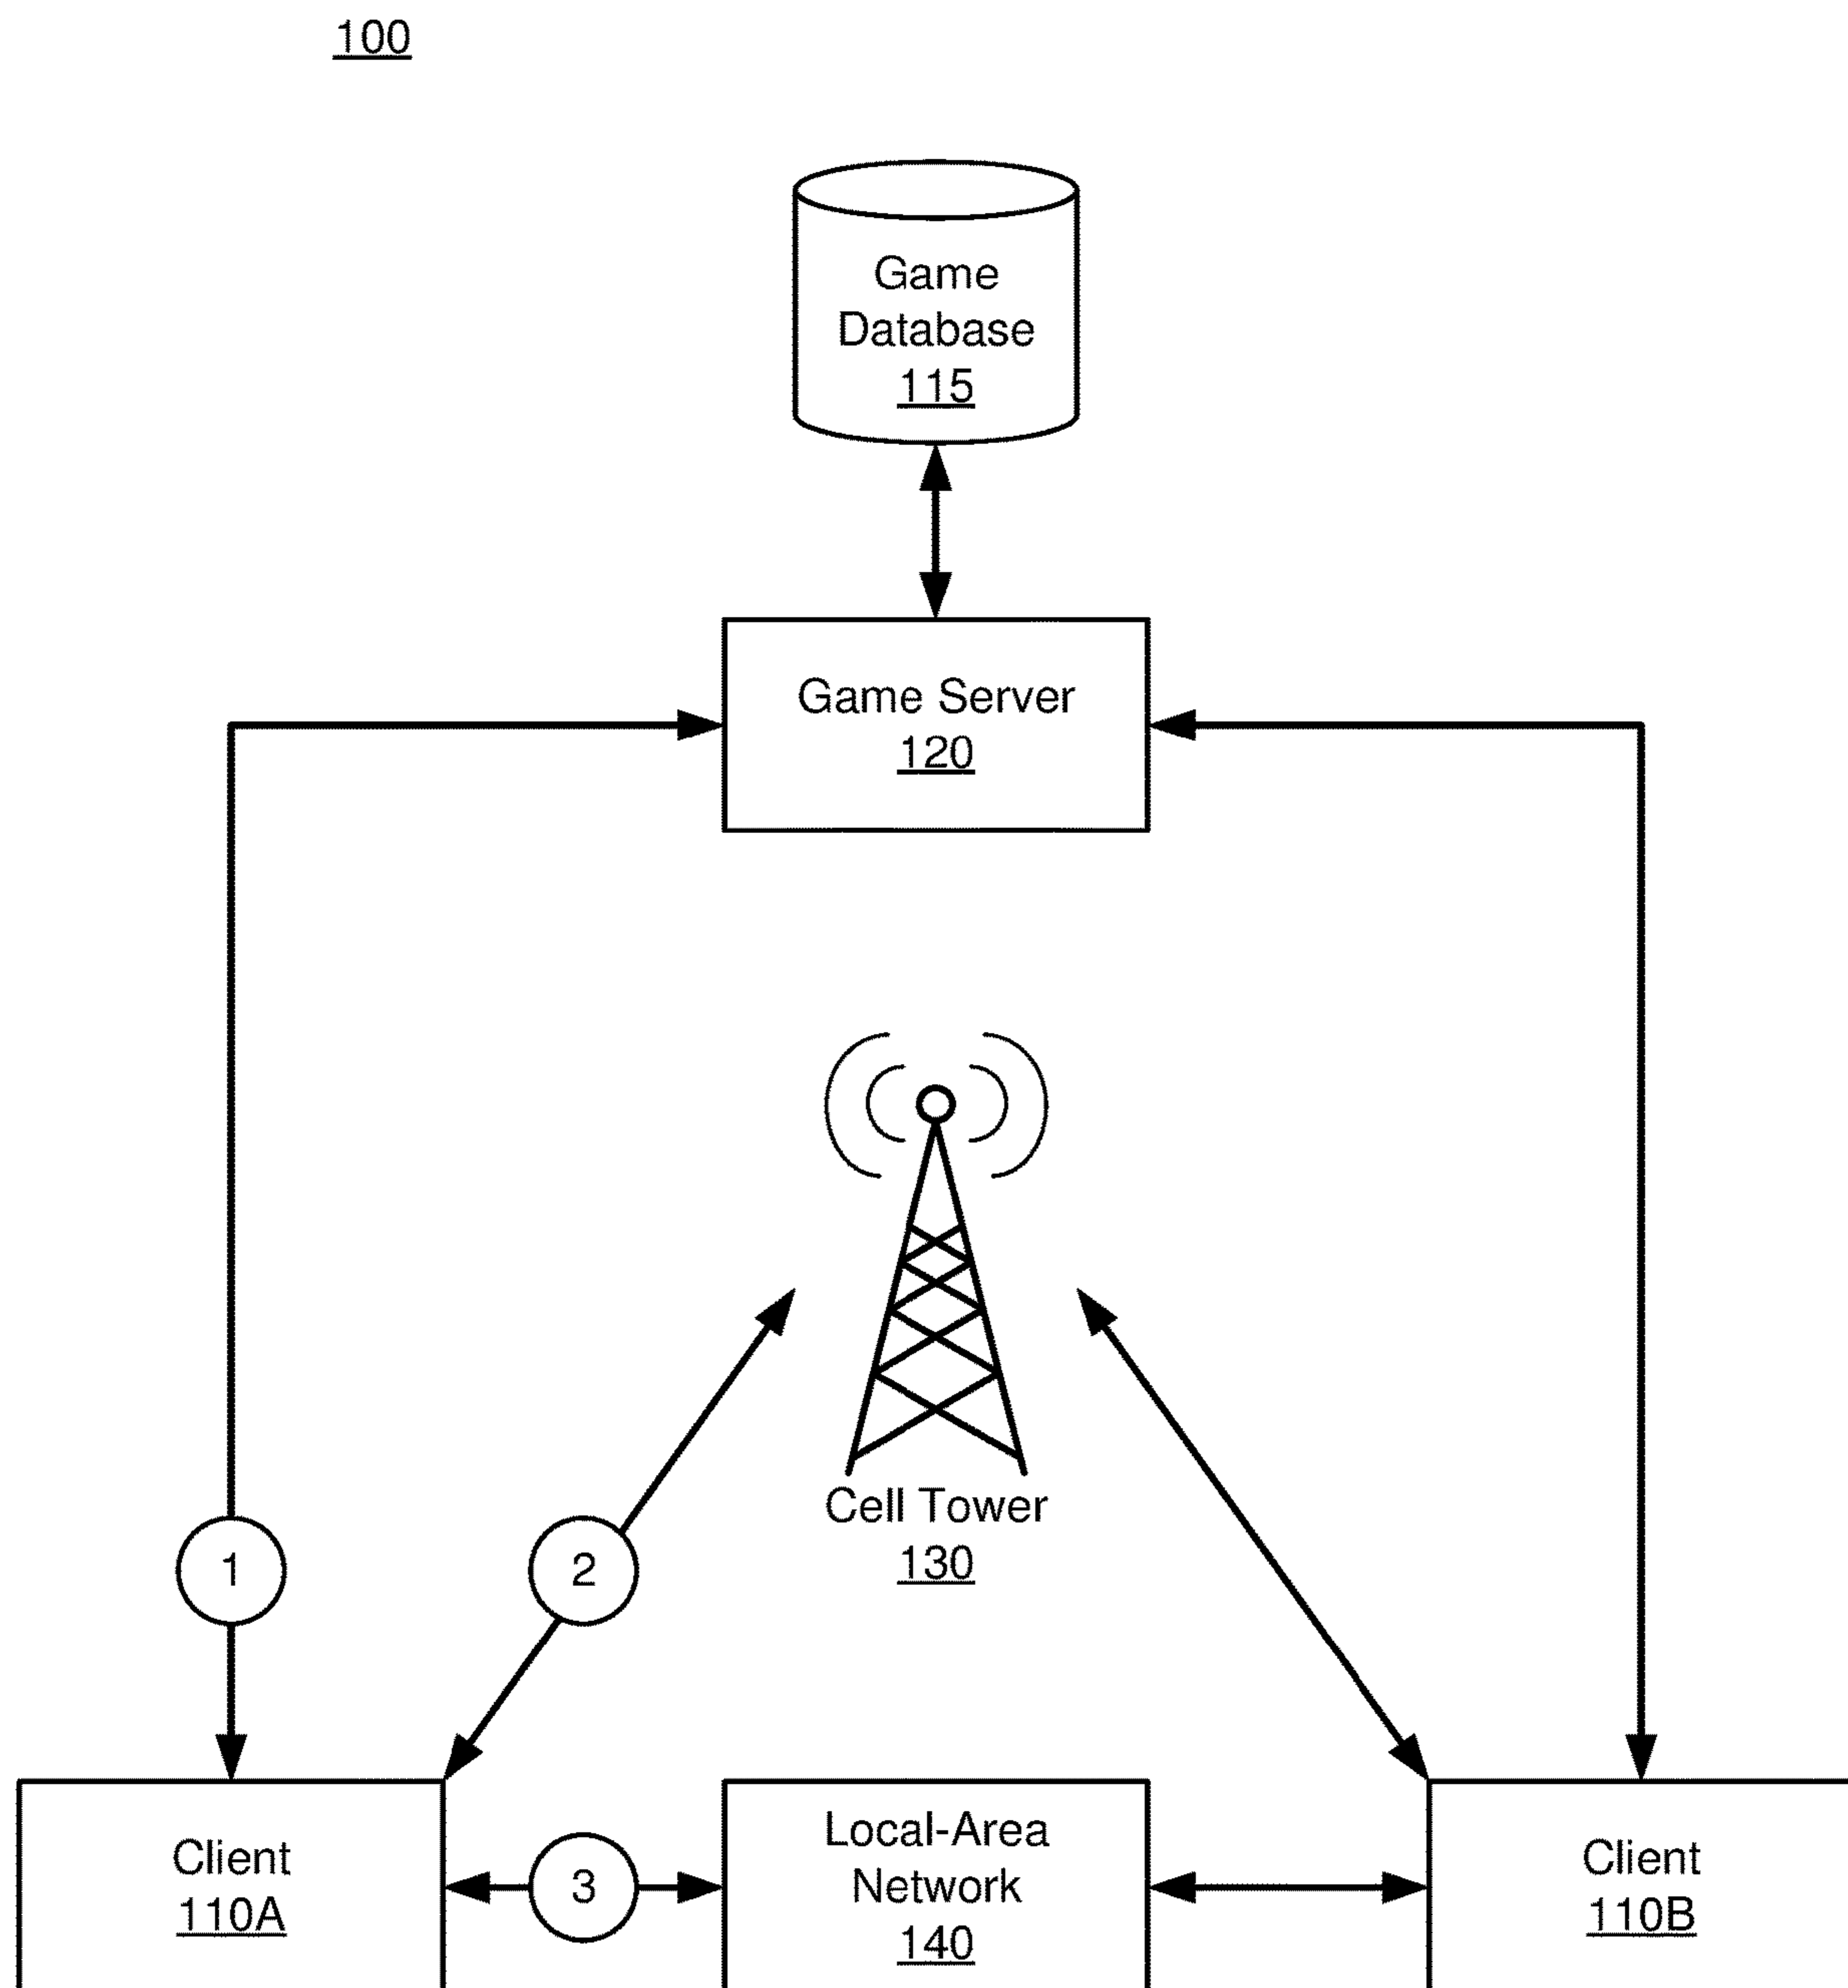 100
Game
Database
115
Game Server
120
Cell Tower
130
1
2
Client
110A
3
Local-Area
Network
140
Client
110B